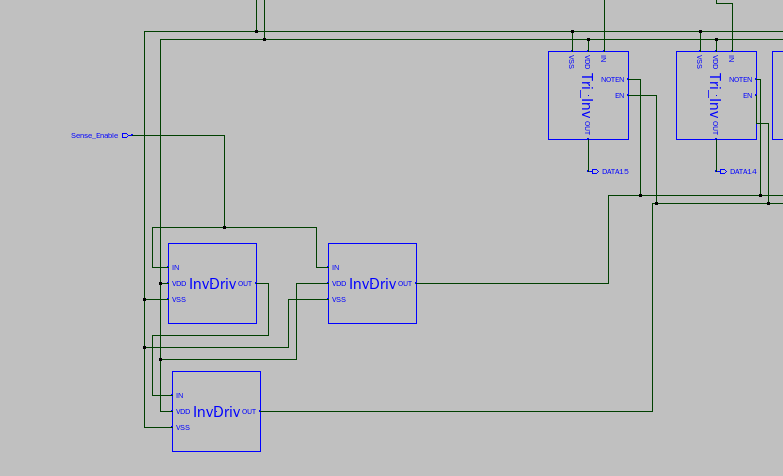 VSS VDD IN
Tri_Inv
NOTEN
EN
OUT
DATA15
VSS VDD IN
Tri_Inv
NOTEN
EN
OUT
DATA14
Sense_Enable
IN
VDD InvDriv OUT
VSS
IN
VDD InvDriv OUT
VSS
IN
VDD InvDriv OUT
VSS